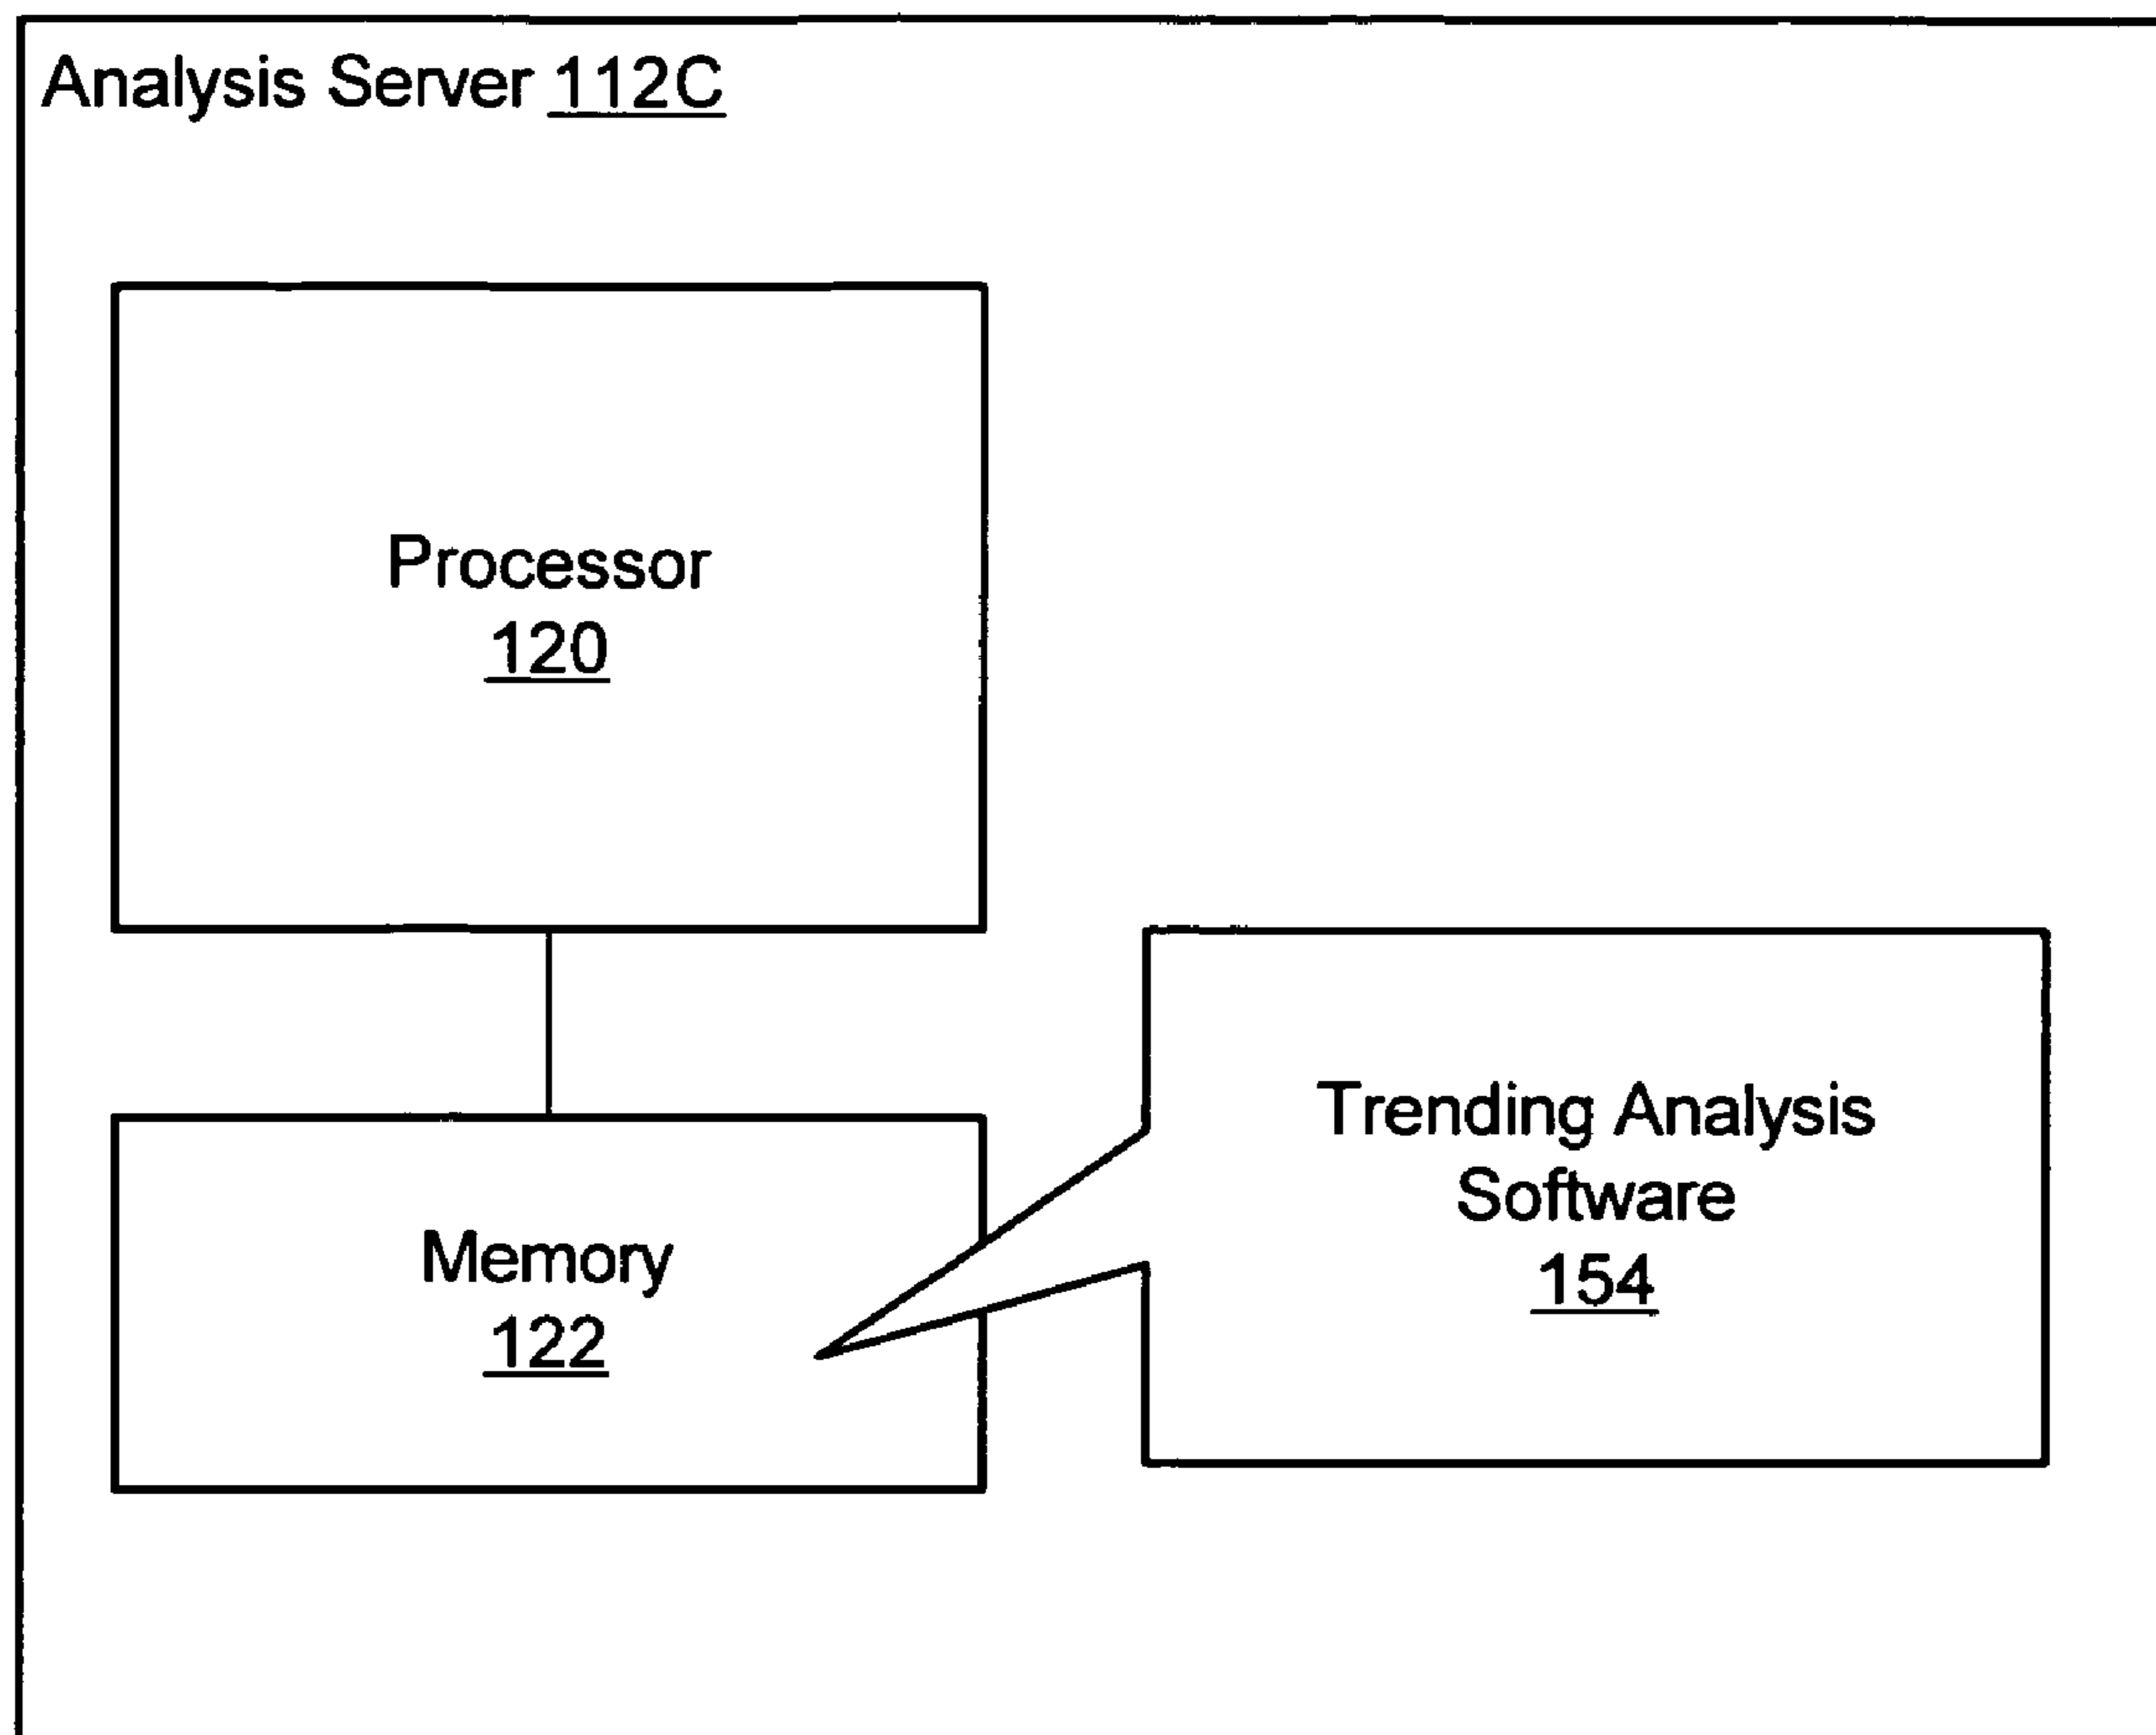 Analysis Server 112C
Processor
120
Trending Analysis
Software
154
Memory
122